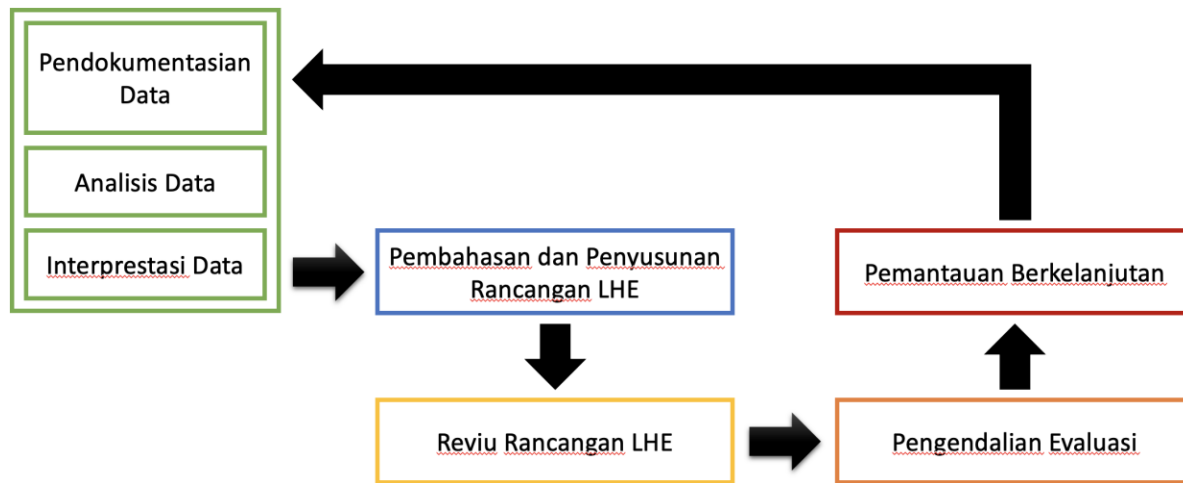 Pendokumentasian
Data
Analisis Data
Interprestasi Data
Pembahasan dan Penyusunan
Rancangan LHE
Reviu Rancangan LHE
Pengendalian Evaluasi
Pemantauan Berkelanjutan